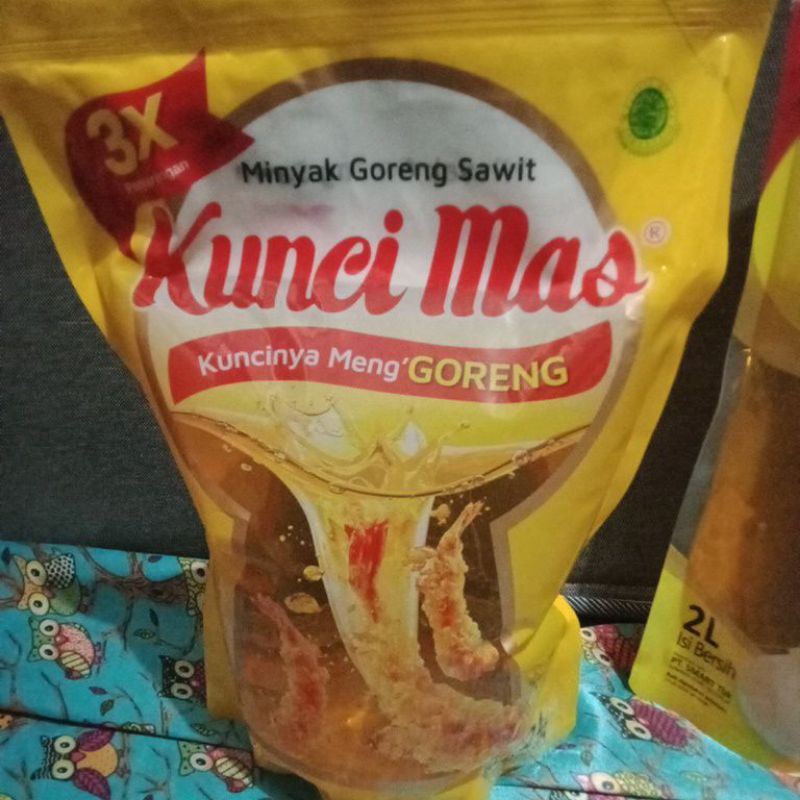 3X
Minyak Goreng Sawit
Kunci Mas
®
Kuncinya Meng'GORENG
2L
Isi Bersih